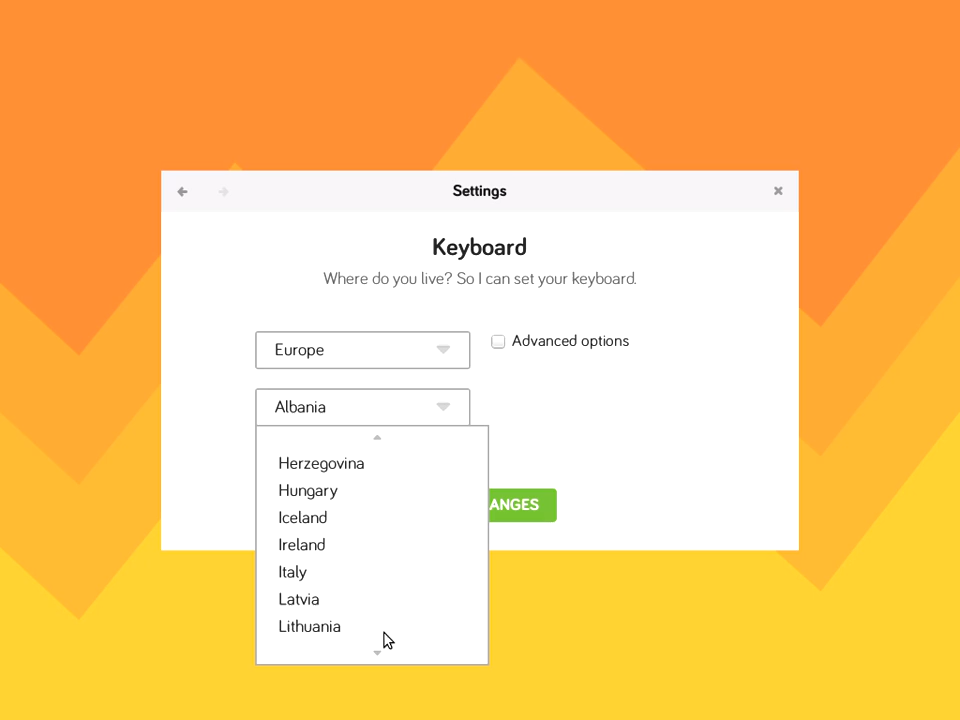 Settings
Keyboard
Where do you live? So I can set your keyboard.
Europe
Advanced options
Albania
Herzegovina
Hungary
ANGES
Iceland
Ireland
Italy
Latvia
Lithuania